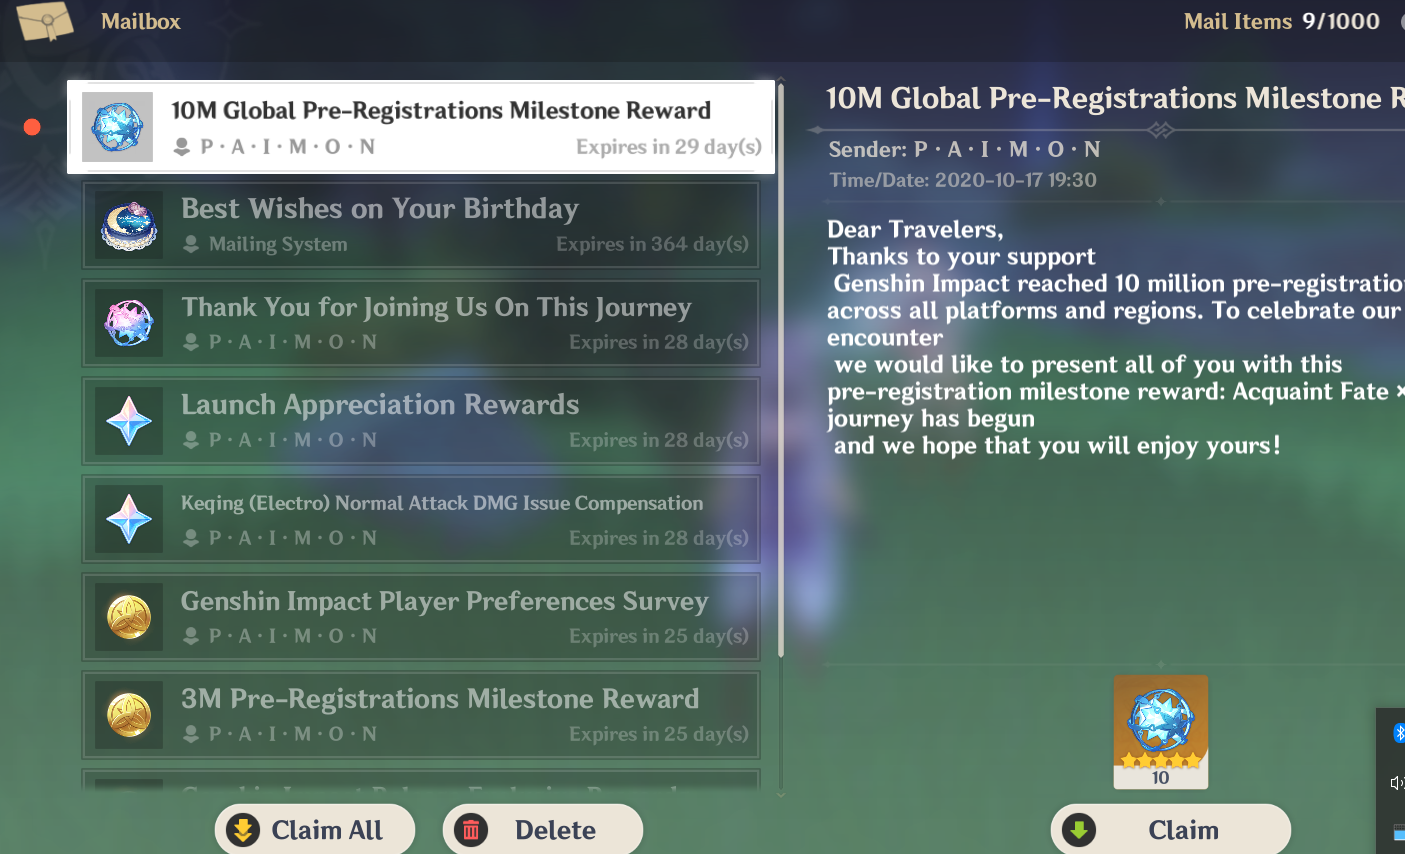 Mailbox
Mail Items 9/1000
10M Global Pre-Registrations Milestone Reward
P·A·I·M·O·N
Expires in 29 day(s)
Best Wishes on Your Birthday
Mailing System
Expires in 364 day(s)
Thank You for Joining Us On This Journey
P·A·I·M·O·N
Expires in 28 day(s)
Launch Appreciation Rewards
P·A·I·M·O·N
Expires in 28 day(s)
Keqing (Electro) Normal Attack DMG Issue Compensation
P·A·I·M·O·N
Expires in 28 day(s)
Genshin Impact Player Preferences Survey
P·A·I·M·O·N
Expires in 25 day(s)
3M Pre-Registrations Milestone Reward
P·A·I·M·O·N
Expires in 25 day(s)
Claim All
Delete
10M Global Pre-Registrations Milestone R
Sender: P·A·I·M·O·N
Time/Date: 2020-10-17 19:30
Dear Travelers,
Thanks to your support
Genshin Impact reached 10 million pre-registratio
across all platforms and regions. To celebrate our
encounter
we would like to present all of you with this
pre-registration milestone reward: Acquaint Fate ×
journey has begun
and we hope that you will enjoy yours!
10
Claim